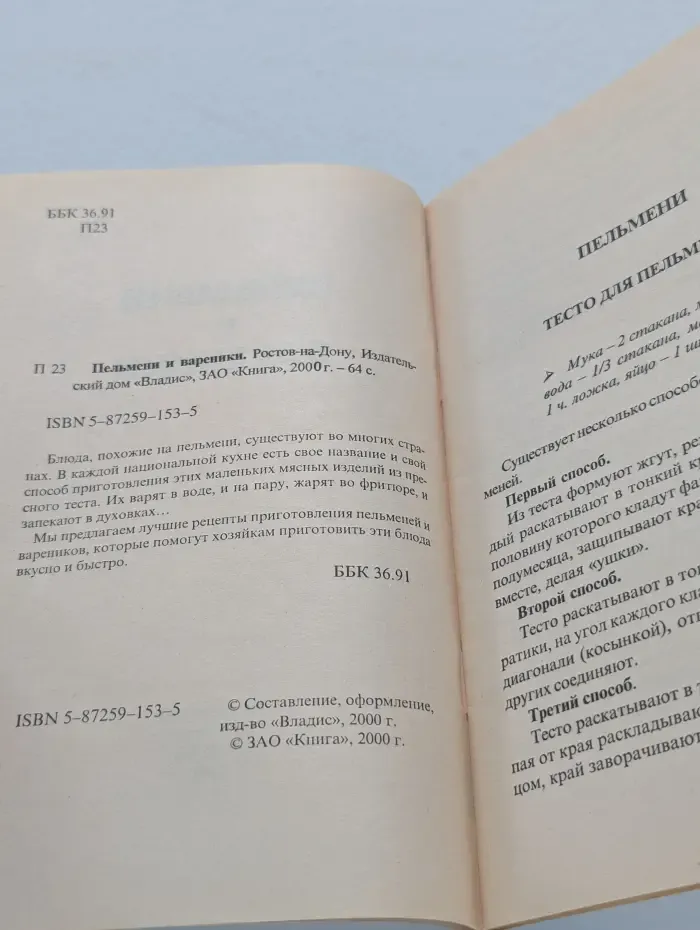 ББК 36.91
П23
П 23 Пельмени и вареники. Ростов-на-Дону, Издатель-
ский дом «Владис», ЗАО «Книга», 2000 г. – 64 с.
ISBN 5–87259–153–5
Блюда, похожие на пельмени, существуют во многих стра-
нах. В каждой национальной кухне есть свое название и свой
способ приготовления этих маленьких мясных изделий из пре-
сного теста. Их варят в воде, и на пару, жарят во фритюре, и
запекают в духовках...
Мы предлагаем лучшие рецепты приготовления пельменей и
вареников, которые помогут хозяйкам приготовить эти блюда
вкусно и быстро.
ББК 36.91
ISBN 5–87259–153–5
© Составление, оформление,
изд-во «Владис», 2000 г.
© ЗАО «Книга», 2000 г.
ПЕЛЬМЕНИ
ТЕСТО ДЛЯ ПЕЛЬМЕ
➢ Мука – 2 стакана,
вода – 1/3 стакана,
1 ч. ложка, яйцо – 1
Существует несколько способо
меней.
Первый способ.
Из теста формуют жгут,
дый раскатывают в тонкий
половину которого кладут
полумесяца, защипывают
вместе, делая «ушки».
Второй способ.
Тесто раскатывают в
ратики, на угол каждого
диагонали (косынкой),
других соединяют.
Третий способ.
Тесто раскатывают в
пая от края раскладываю
цом, край заворачивают